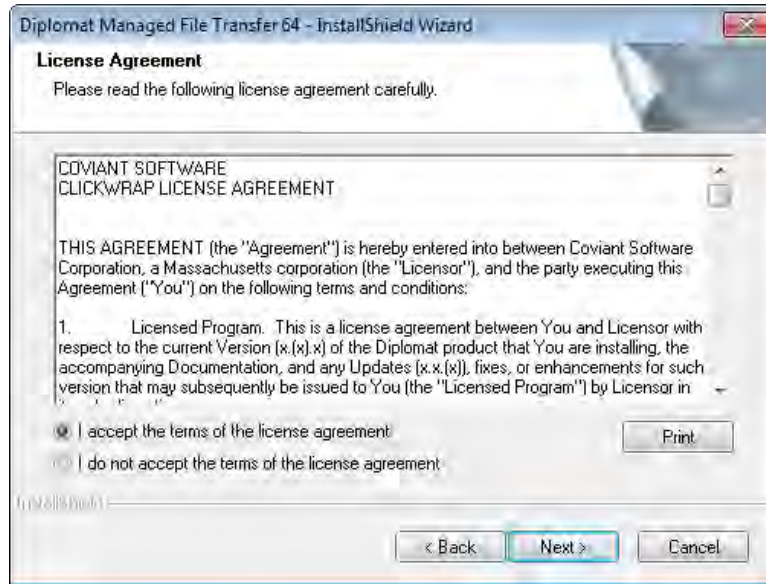 Diplomat Managed File Transfer 64 - InstallShield Wizard
License Agreement
Please read the following license agreement carefully.
COVIANT SOFTWARE
CLICKWRAP LICENSE AGREEMENT
THIS AGREEMENT (the "Agreement") is hereby entered into between Coviant Software
Corporation, a Massachusetts corporation (the "Licensor"), and the party executing this
Agreement ("You") on the following terms and conditions:
1. Licensed Program. This is a license agreement between You and Licensor with
respect to the current Version (x.(x).x) of the Diplomat product that You are installing, the
accompanying Documentation, and any Updates (x.x.(x)), fixes, or enhancements for such
version that may subsequently be issued to You (the "Licensed Program") by Licensor in
I accept the terms of the license agreement
Print
I do not accept the terms of the license agreement
InstallShield
< Back
Next >
Cancel